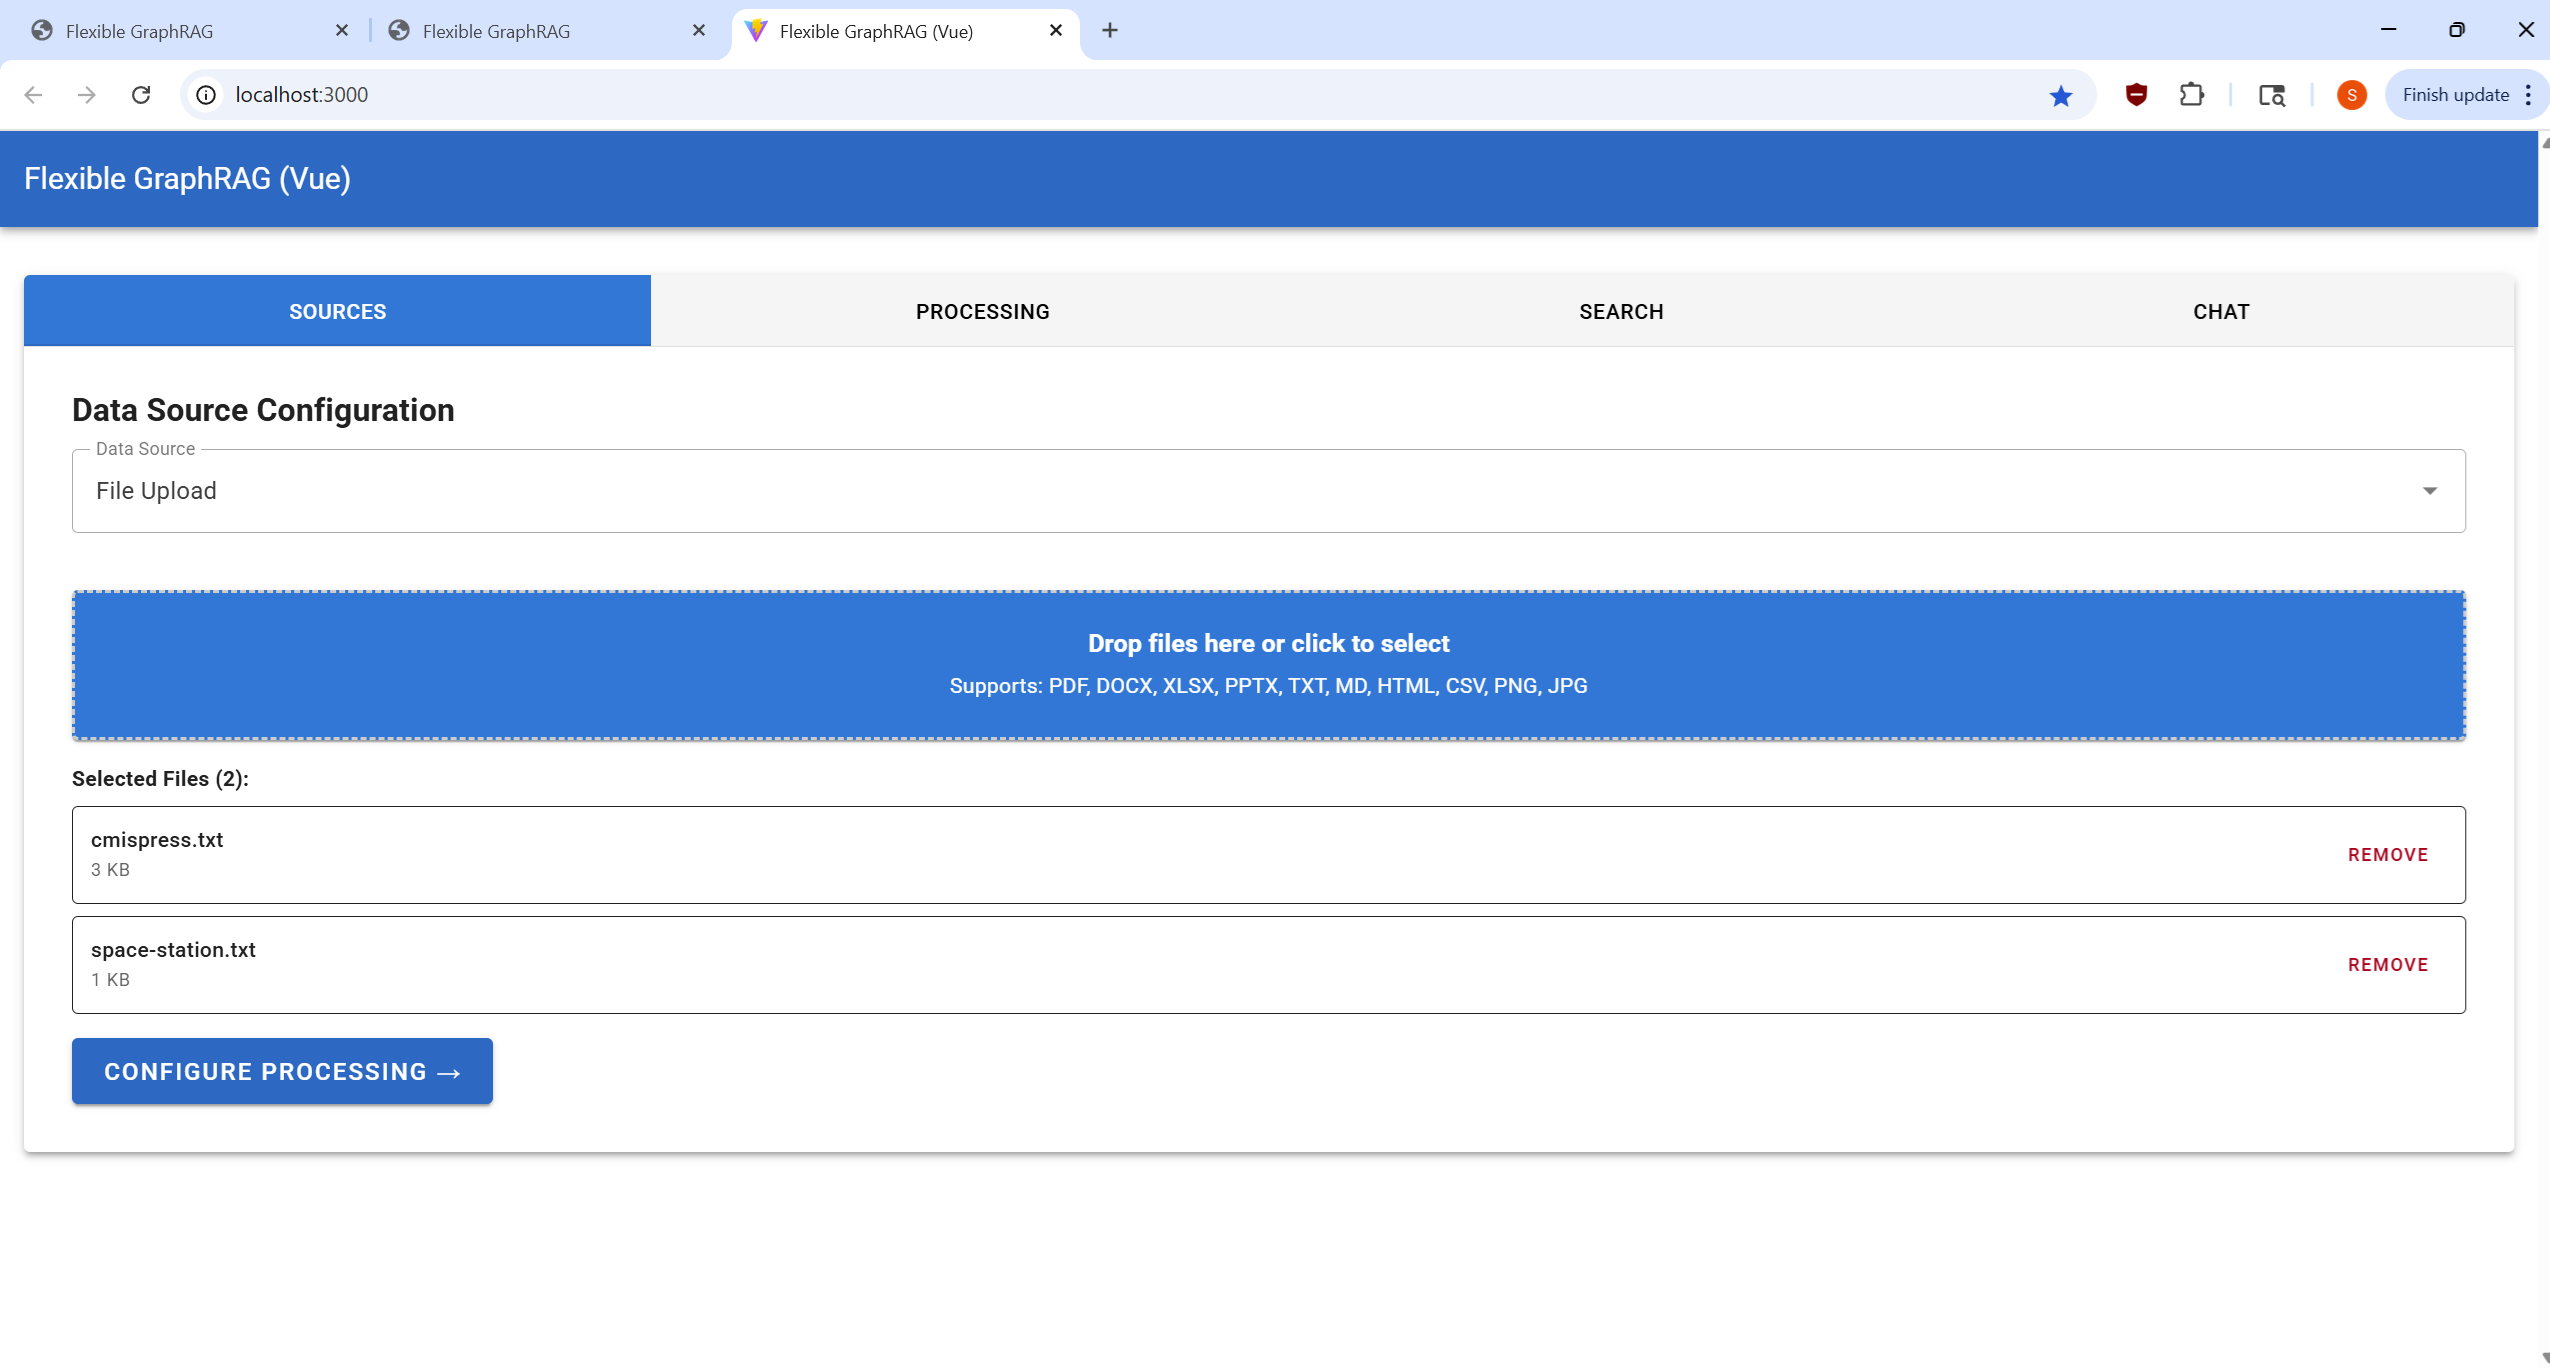 Flexible GraphRAG
Flexible GraphRAG
Flexible GraphRAG (Vue)
localhost:3000
S
Finish update
Flexible GraphRAG (Vue)
SOURCES
PROCESSING
SEARCH
CHAT
Data Source Configuration
Data Source
File Upload
Drop files here or click to select
Supports: PDF, DOCX, XLSX, PPTX, TXT, MD, HTML, CSV, PNG, JPG
Selected Files (2):
cmispress.txt
3 KB
REMOVE
space-station.txt
1 KB
REMOVE
CONFIGURE PROCESSING →